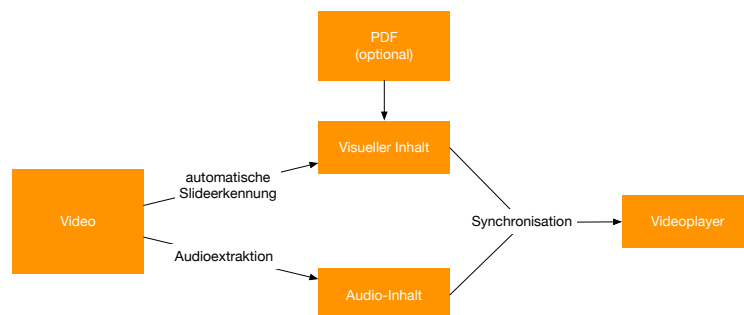 PDF
(optional)
Visueller Inhalt
automatische
Slideerkennung
Video
Synchronisation
Videoplayer
Audioextraktion
Audio-Inhalt